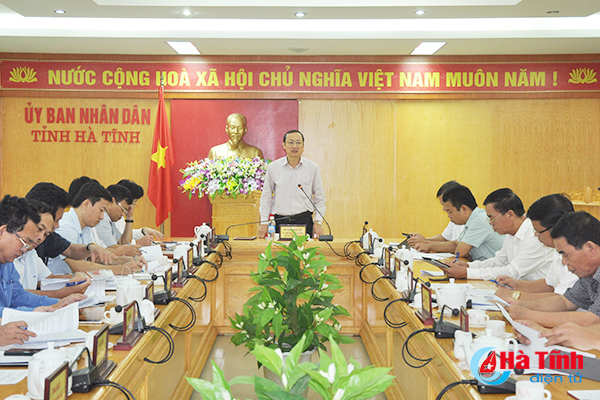 NƯỚC CỘNG HOÀ XÃ HỘI CHỦ NGHĨA VIỆT NAM MUÔN NĂM !
ỦY BAN NHÂN DÂN
TỈNH HÀ TĨNH
Hà Tĩnh
điện tử